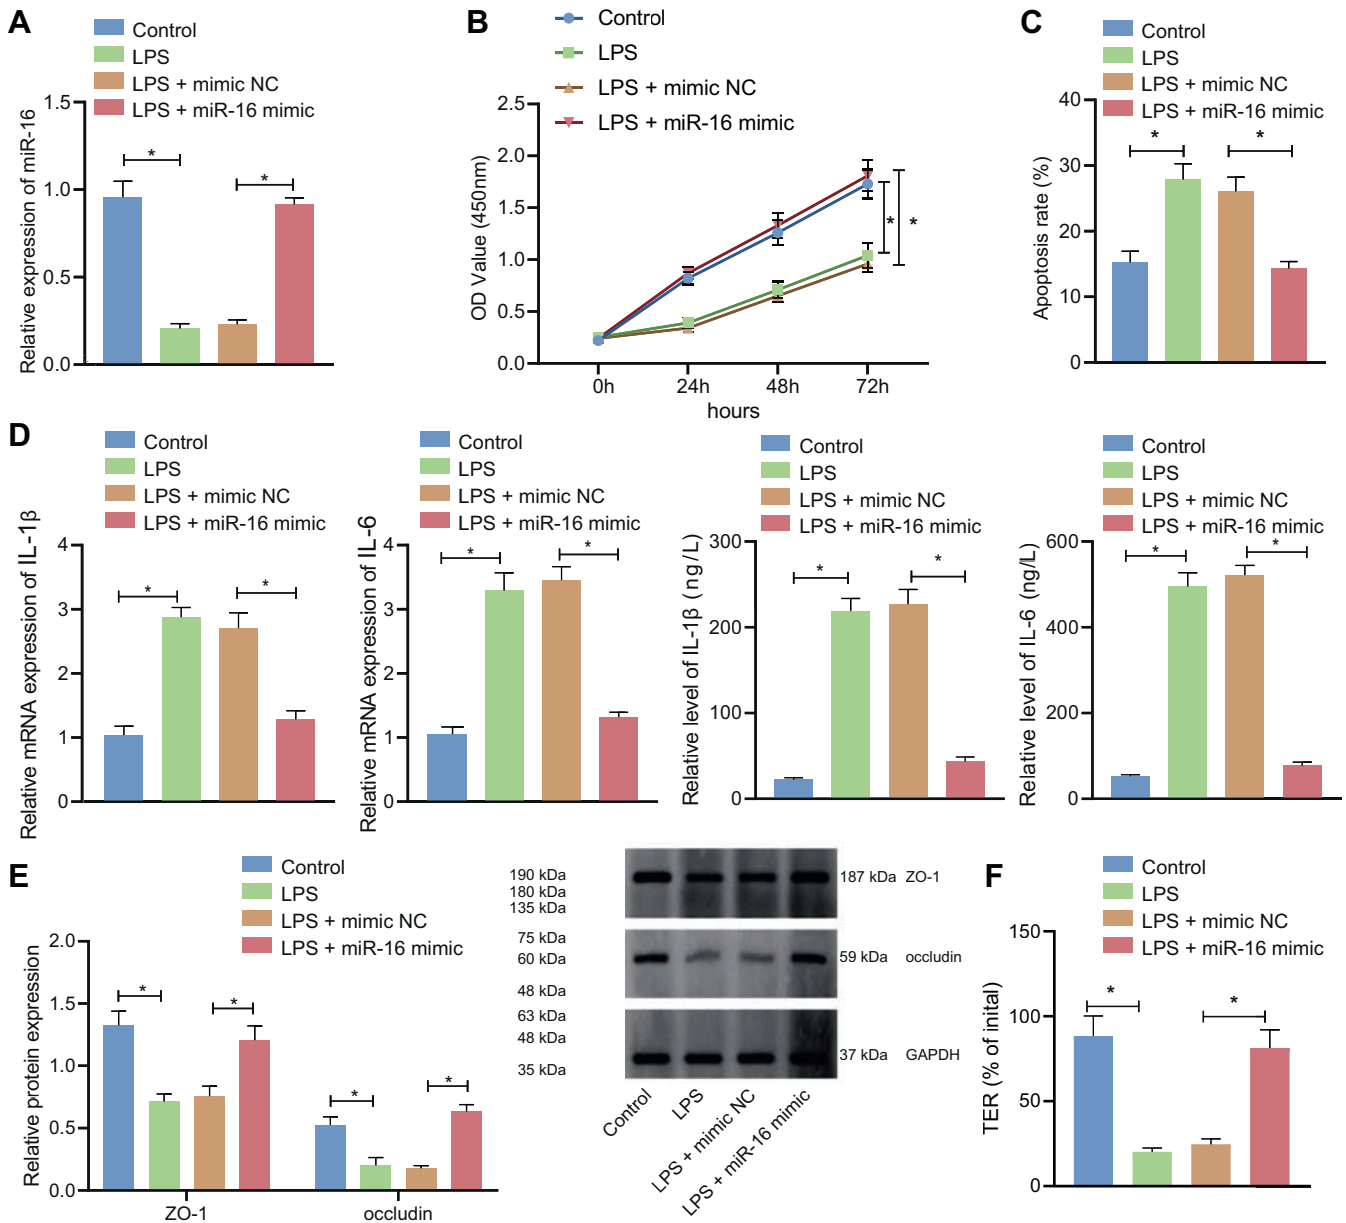 A
Control
LPS
LPS + mimic NC
LPS + miR-16 mimic
Relative expression of miR-16
1.5
1.0
0.5
0.0
*
*
B
Control
LPS
LPS + mimic NC
LPS + miR-16 mimic
OD Value (450nm)
2.5
2.0
1.5
1.0
0.5
0.0
* *
0h 24h 48h 72h
hours
C
Control
LPS
LPS + mimic NC
LPS + miR-16 mimic
Apoptosis rate (%)
40
30
20
10
0
* *
D
Control
LPS
LPS + mimic NC
LPS + miR-16 mimic
Relative mRNA expression of IL-1β
4
3
2
1
0
* *
Control
LPS
LPS + mimic NC
LPS + miR-16 mimic
Relative mRNA expression of IL-6
4
3
2
1
0
* *
Control
LPS
LPS + mimic NC
LPS + miR-16 mimic
Relative level of IL-1β (ng/L)
300
200
100
0
* *
Control
LPS
LPS + mimic NC
LPS + miR-16 mimic
Relative level of IL-6 (ng/L)
600
400
200
0
* *
E
Control
LPS
LPS + mimic NC
LPS + miR-16 mimic
Relative protein expression
2.0
1.5
1.0
0.5
0.0
* *
* *
ZO-1 occludin
190 kDa
180 kDa
135 kDa
187 kDa ZO-1
75 kDa
60 kDa
48 kDa
59 kDa occludin
63 kDa
48 kDa
35 kDa
37 kDa GAPDH
Control
LPS
LPS + mimic NC
LPS + miR-16 mimic
F
Control
LPS
LPS + mimic NC
LPS + miR-16 mimic
TER (% of inital)
150
100
50
0
* *